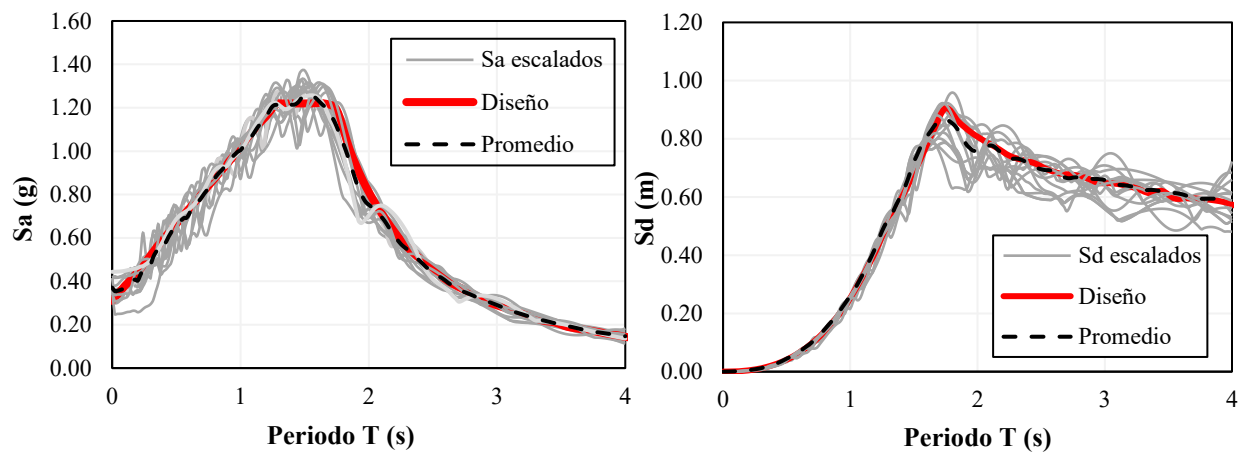 1.60
1.40
1.20
1.00
0.80
0.60
0.40
0.20
0.00
Sa (g)
0 1 2 3 4
Periodo T (s)
Sa escalados
Diseño
Promedio
1.20
1.00
0.80
0.60
0.40
0.20
0.00
Sd (m)
0 1 2 3 4
Periodo T (s)
Sd escalados
Diseño
Promedio